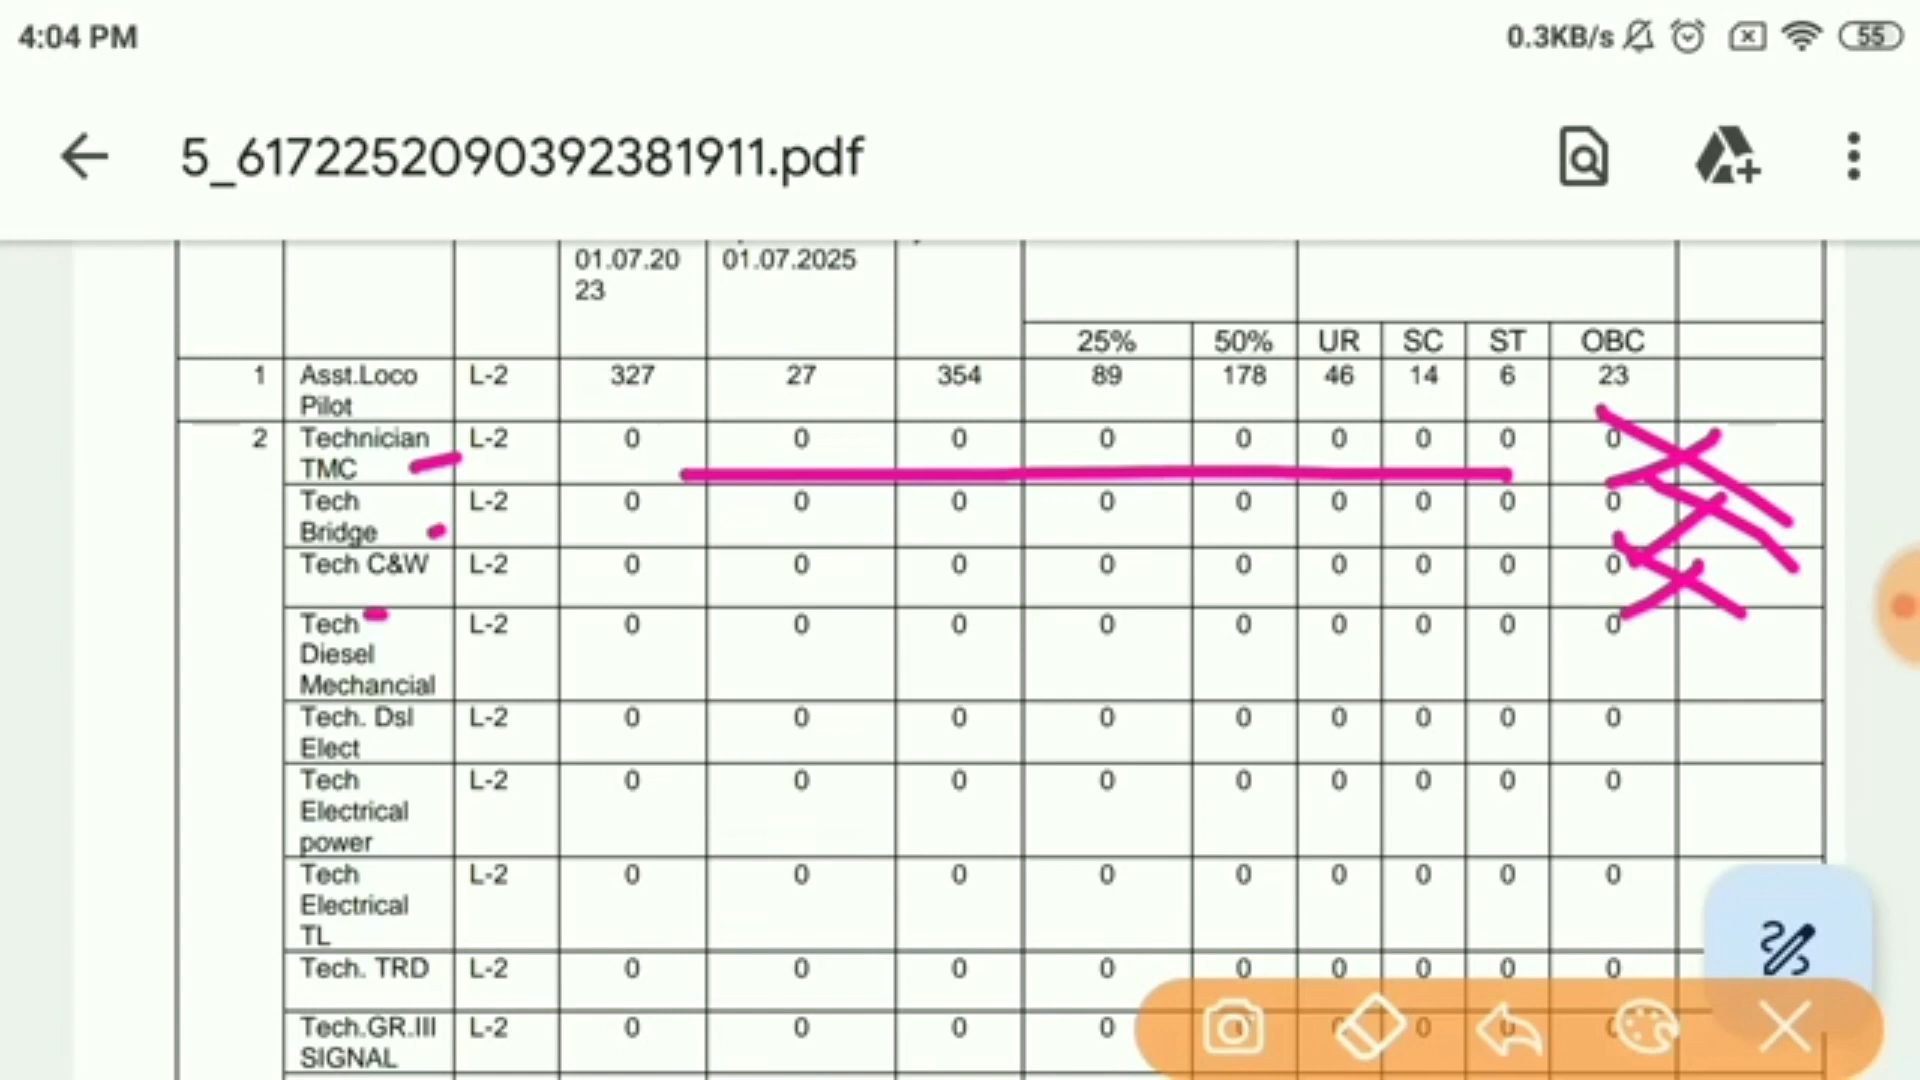 4:04 PM 0.3KB/s 55
5_6172252090392381911.pdf
01.07.20 01.07.2025
23
25% 50% UR SC ST OBC
1 Asst.Loco L-2 327 27 354 89 178 46 14 6 23
Pilot
2 Technician L-2 0 0 0 0 0 0 0 0 0
TMC
Tech L-2 0 0 0 0 0 0 0 0 0
Bridge
Tech C&W L-2 0 0 0 0 0 0 0 0 0
Tech L-2 0 0 0 0 0 0 0 0 0
Diesel
Mechancial
Tech. Dsl L-2 0 0 0 0 0 0 0 0 0
Elect
Tech L-2 0 0 0 0 0 0 0 0 0
Electrical
power
Tech L-2 0 0 0 0 0 0 0 0 0
Electrical
TL
Tech. TRD L-2 0 0 0 0 0 0 0 0 0
Tech.GR.III L-2 0 0 0 0 0
SIGNAL